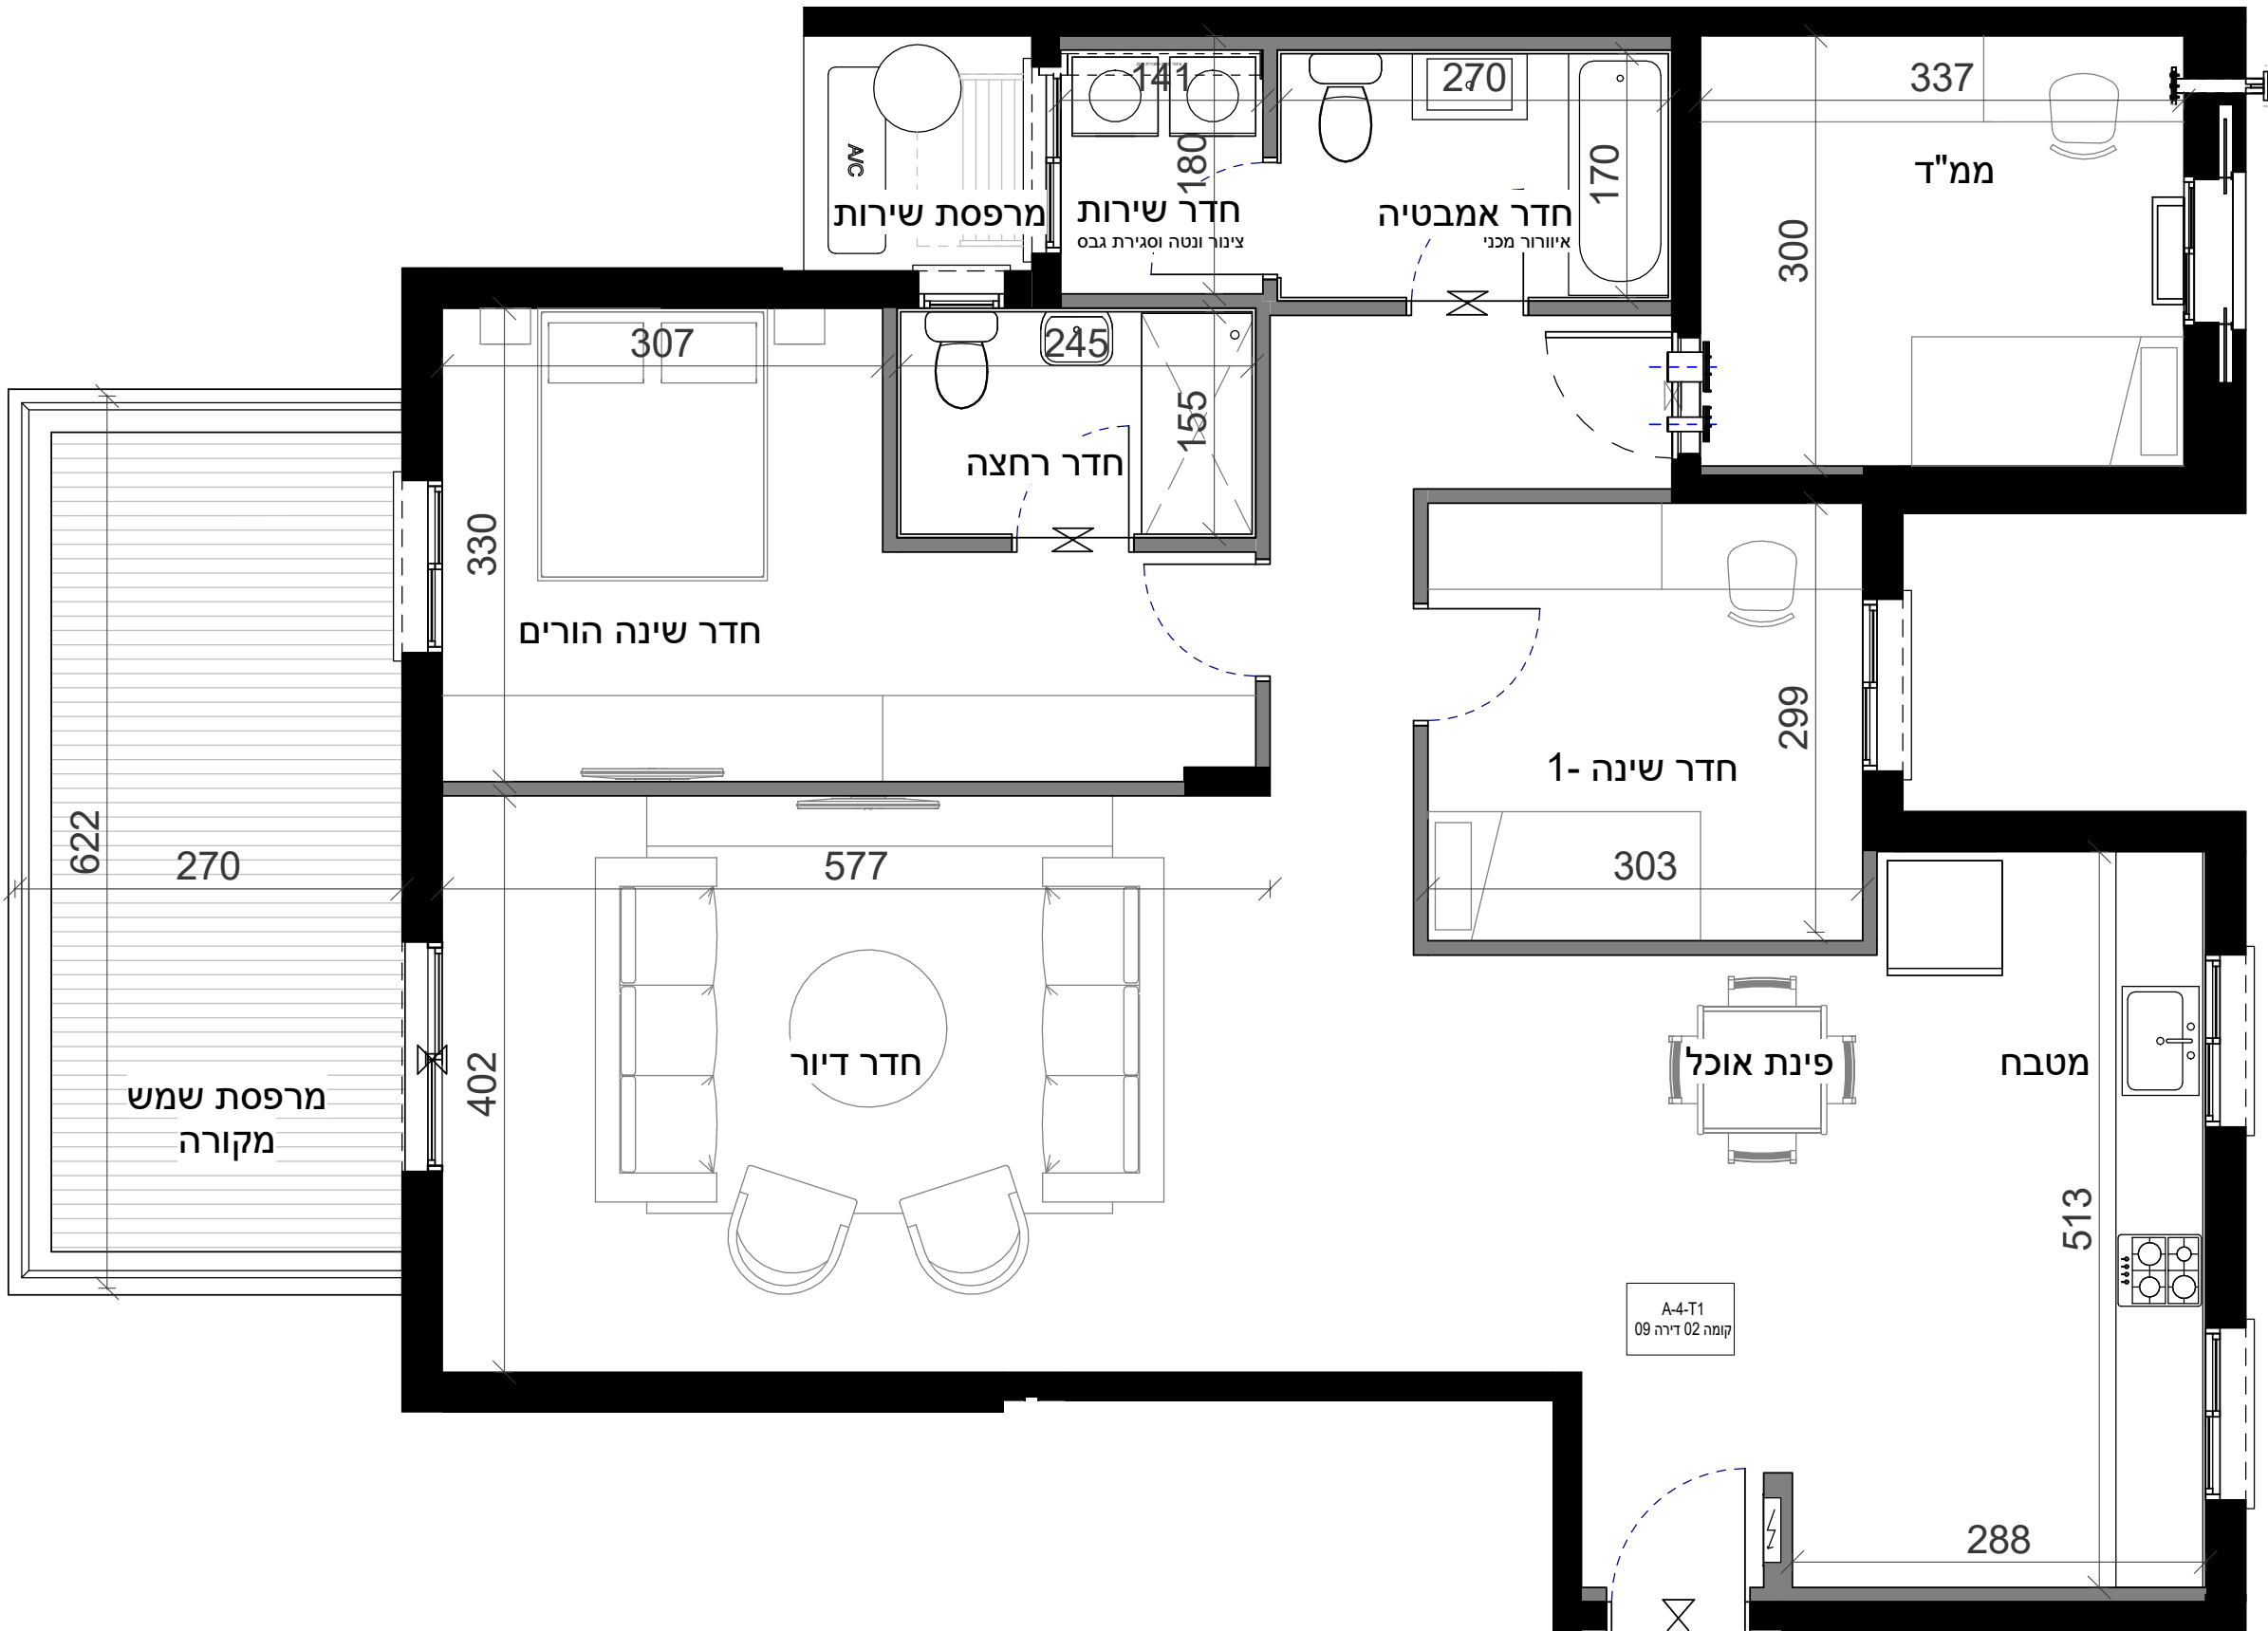 141
270
337
A/C
180
170
ממ"ד
מרפסת שירות
חדר שירות
צינור ונטה וסגירת גבס
חדר אמבטיה
איוורור מכני
300
307
245
155
חדר רחצה
330
חדר שינה הורים
299
חדר שינה -1
622
270
577
303
402
חדר דיור
פינת אוכל
מטבח
מרפסת שמש
מקורה
513
A-4-T1
קומה 02 דירה 09
288